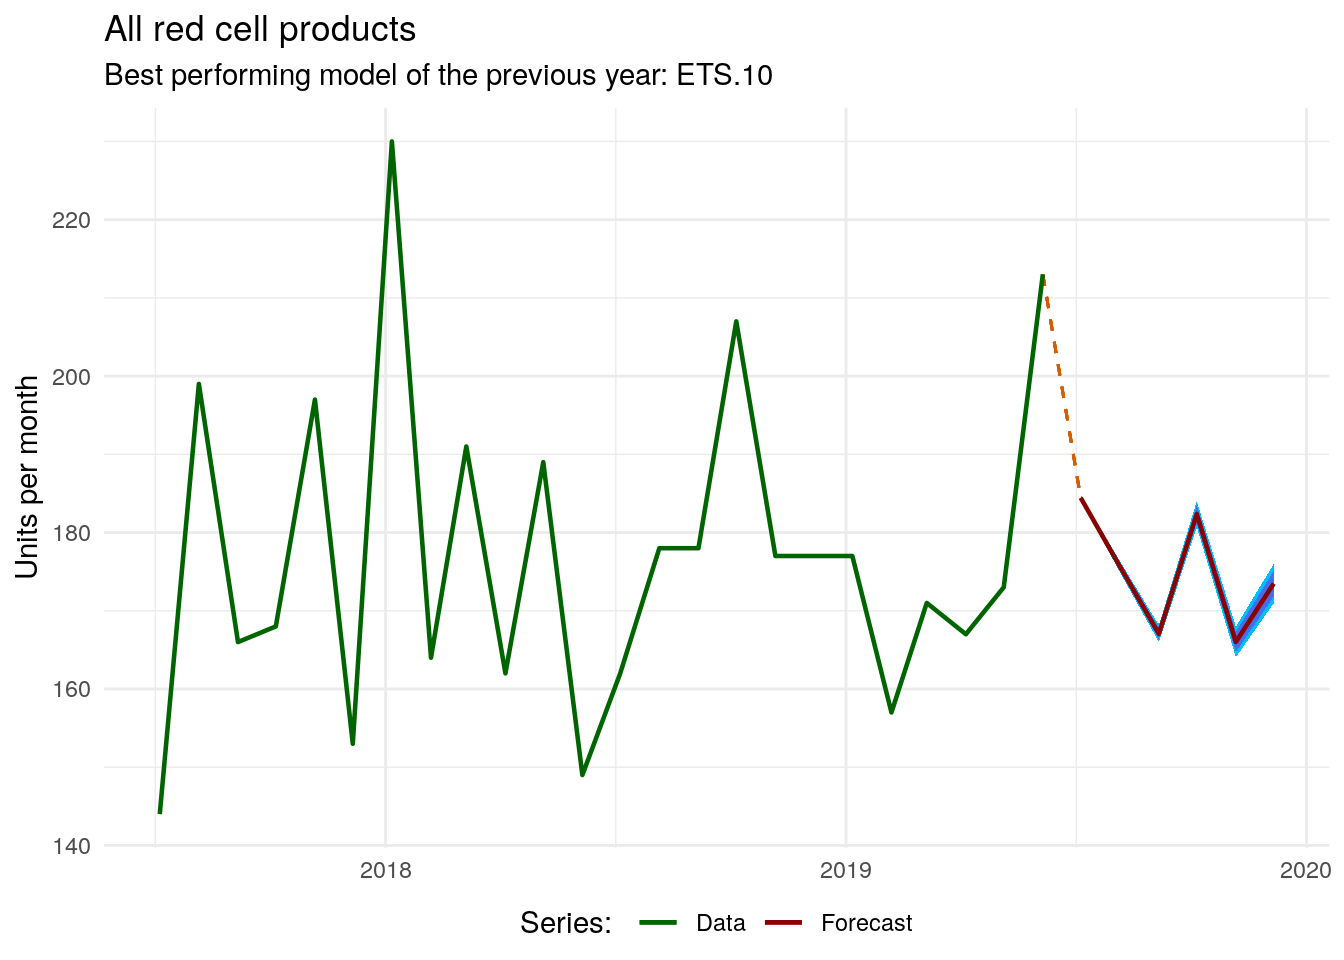 All red cell products
Best performing model of the previous year: ETS.10
Units per month
220
200
180
160
140
2018
2019
2020
Series:
Data
Forecast